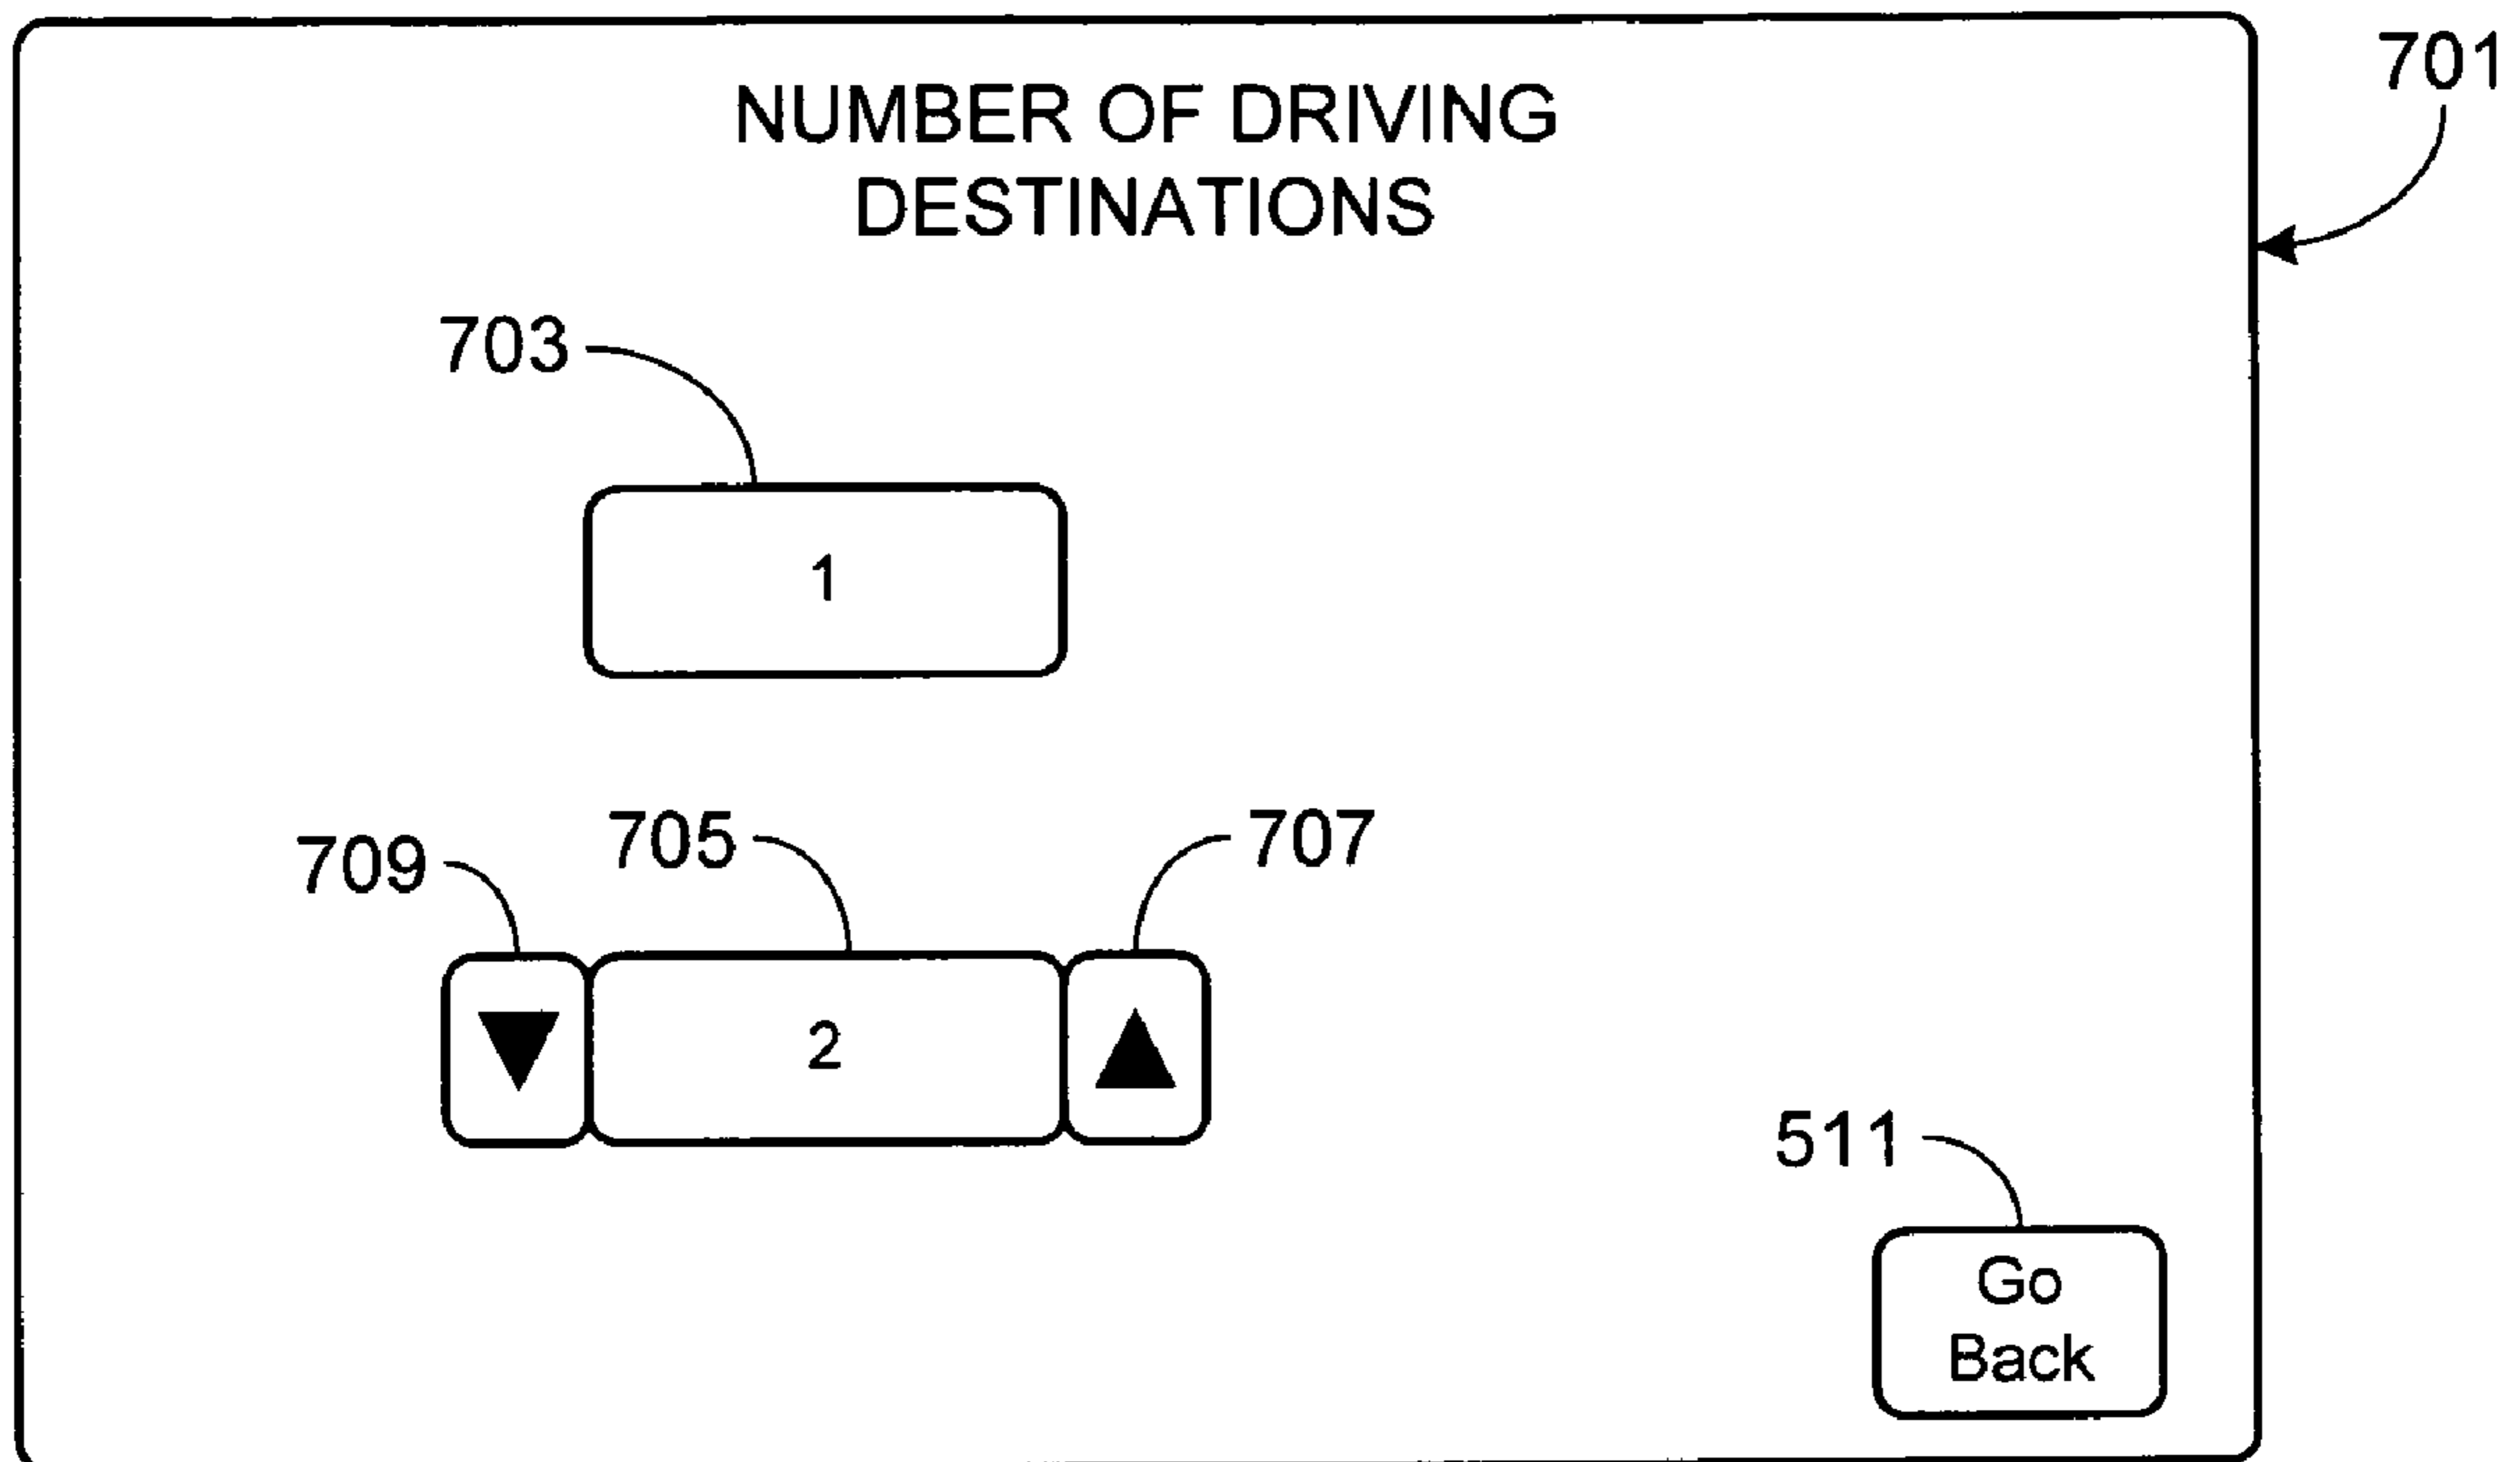 701
NUMBER OF DRIVING
DESTINATIONS
703
1
709
705
707
2
511
Go
Back